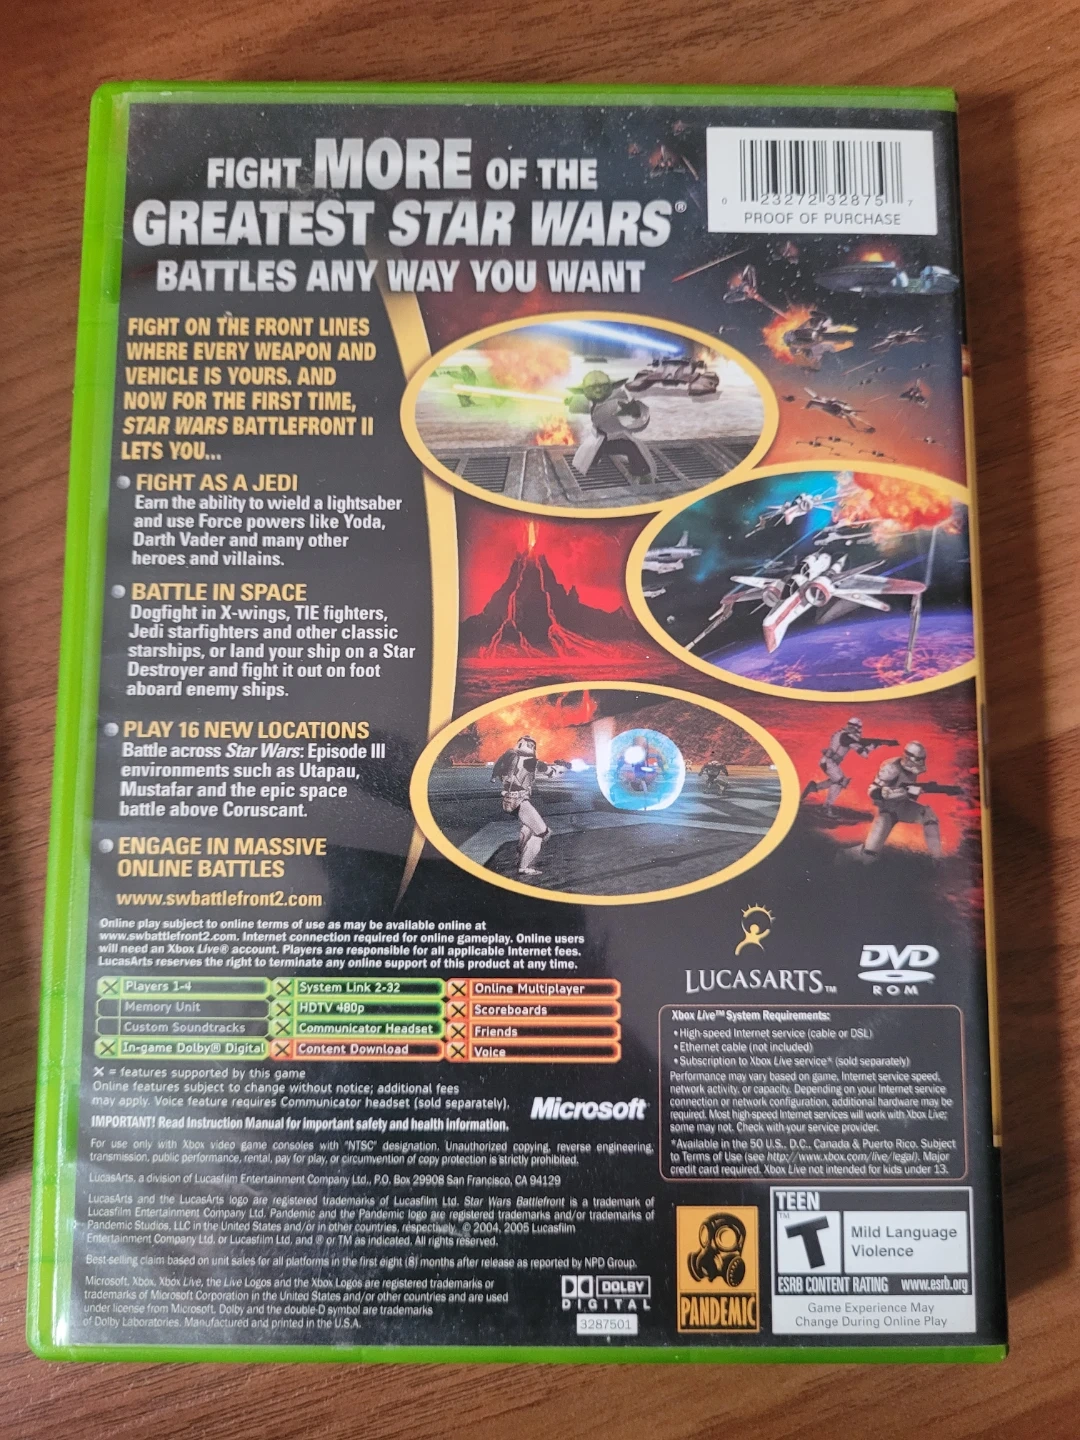 FIGHT MORE OF THE
GREATEST STAR WARS®
BATTLES ANY WAY YOU WANT
0 23272 32875 7
PROOF OF PURCHASE
FIGHT ON THE FRONT LINES
WHERE EVERY WEAPON AND
VEHICLE IS YOURS. AND
NOW FOR THE FIRST TIME,
STAR WARS BATTLEFRONT II
LETS YOU...
FIGHT AS A JEDI
Earn the ability to wield a lightsaber
and use Force powers like Yoda,
Darth Vader and many other
heroes and villains.
BATTLE IN SPACE
Dogfight in X-wings, TIE fighters,
Jedi starfighters and other classic
starships, or land your ship on a Star
Destroyer and fight it out on foot
aboard enemy ships.
PLAY 16 NEW LOCATIONS
Battle across Star Wars: Episode III
environments such as Utapau,
Mustafar and the epic space
battle above Coruscant.
ENGAGE IN MASSIVE
ONLINE BATTLES
www.swbattlefront2.com
Online play subject to online terms of use as may be available online at
www.swbattlefront2.com. Internet connection required for online gameplay. Online users
will need an Xbox Live® account. Players are responsible for all applicable Internet fees.
LucasArts reserves the right to terminate any online support of this product at any time.
X Players 1-4
X System Link 2-32
X Online Multiplayer
Memory Unit
X HDTV 480p
X Scoreboards
Custom Soundtracks
X Communicator Headset
X Friends
X In-game Dolby® Digital
X Content Download
X Voice
X = features supported by this game
Online features subject to change without notice; additional fees
may apply. Voice feature requires Communicator headset (sold separately).
IMPORTANT! Read Instruction Manual for important safety and health information.
Microsoft®
For use only with Xbox video game consoles with "NTSC" designation. Unauthorized copying, reverse engineering,
transmission, public performance, rental, pay for play, or circumvention of copy protection is strictly prohibited.
LucasArts, a division of Lucasfilm Entertainment Company Ltd., P.O. Box 29908 San Francisco, CA 94129
LucasArts and the LucasArts logo are registered trademarks of Lucasfilm Ltd. Star Wars Battlefront is a trademark of
Lucasfilm Entertainment Company Ltd. Pandemic and the Pandemic logo are registered trademarks and/or trademarks of
Pandemic Studios, LLC in the United States and/or in other countries, respectively. © 2004, 2005 Lucasfilm
Entertainment Company Ltd. or Lucasfilm Ltd. and ® or TM as indicated. All rights reserved.
Best-selling claim based on unit sales for all platforms in the first eight (8) months after release as reported by NPD Group.
Microsoft, Xbox, Xbox Live, the Live Logos and the Xbox Logos are registered trademarks or
trademarks of Microsoft Corporation in the United States and/or other countries and are used
under license from Microsoft. Dolby and the double-D symbol are trademarks
of Dolby Laboratories. Manufactured and printed in the U.S.A.
DOLBY
DIGITAL
3287501
LUCASARTS™
DVD
ROM
Xbox Live™ System Requirements:
• High-speed Internet service (cable or DSL)
• Ethernet cable (not included)
• Subscription to Xbox Live service* (sold separately)
Performance may vary based on game, Internet service speed,
network activity, or capacity. Depending on your Internet service
connection or network configuration, additional hardware may be
required. Most high-speed Internet services will work with Xbox Live;
some may not. Check with your service provider.
*Available in the 50 U.S., D.C., Canada & Puerto Rico. Subject
to Terms of Use (see http://www.xbox.com/live/legal). Major
credit card required. Xbox Live not intended for kids under 13.
PANDEMIC
TEEN
T
TM
Mild Language
Violence
ESRB CONTENT RATING www.esrb.org
Game Experience May
Change During Online Play